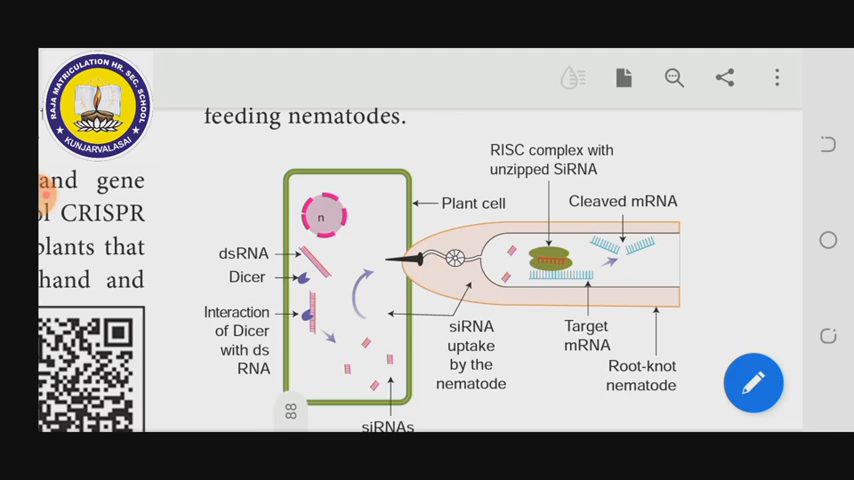 RAJA MATRICULATION HR. SEC. SCHOOL
KUNJARVALASAI
and gene
CRISPR
plants that
hand and
feeding nematodes.
RISC complex with
unzipped SiRNA
Cleaved mRNA
Plant cell
n
dsRNA
Dicer
Interaction
of Dicer
with ds
RNA
siRNA
uptake
by the
nematode
Target
mRNA
Root-knot
nematode
siRNAs
88